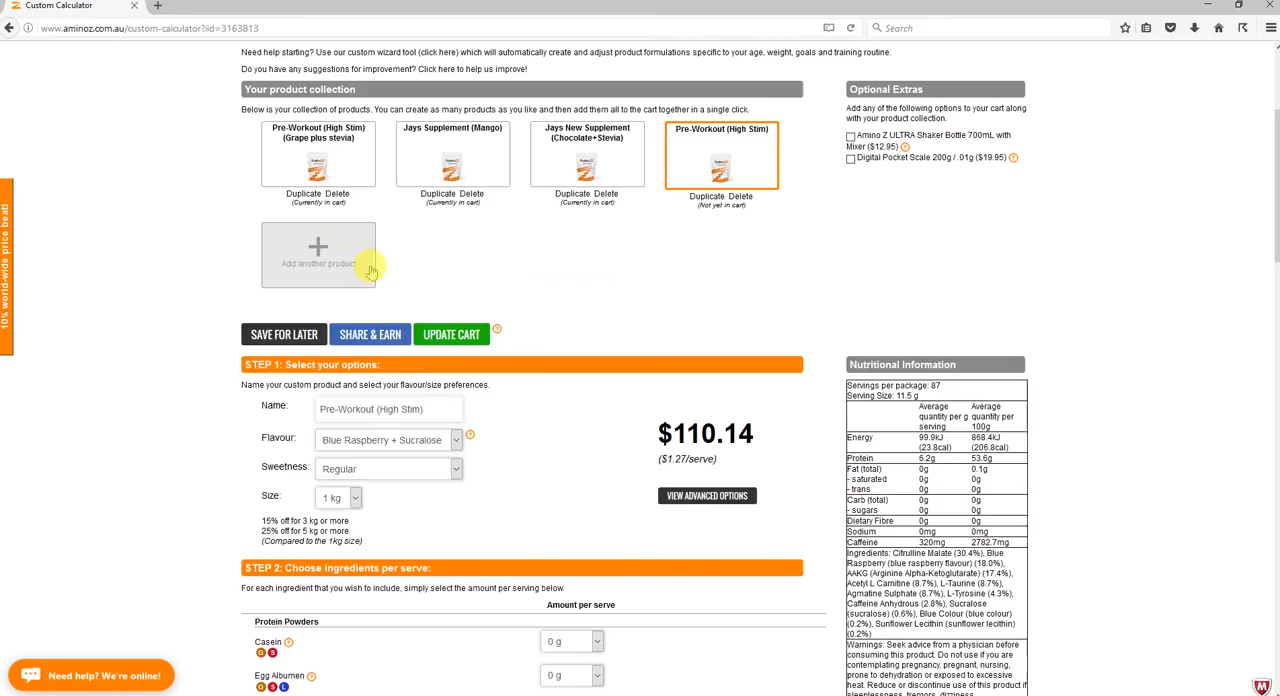 Custom Calculator
www.aminoz.com.au/custom-calculator?iid=3163813
Search
Need help starting? Use our custom wizard tool (click here) which will automatically create and adjust product formulations specific to your age, weight, goals and training routine.
Do you have any suggestions for improvement? Click here to help us improve!
Your product collection
Below is your collection of products. You can create as many products as you like and then add them all to the cart together in a single click.
Pre-Workout (High Stim)
(Grape plus stevia)
Duplicate Delete
(Currently in cart)
Jays Supplement (Mango)
Duplicate Delete
(Currently in cart)
Jays New Supplement
(Chocolate+Stevia)
Duplicate Delete
(Currently in cart)
Pre-Workout (High Stim)
Duplicate Delete
(Not yet in cart)
Add another product
Optional Extras
Add any of the following options to your cart along
with your product collection.
Amino Z ULTRA Shaker Bottle 700mL with
Mixer ($12.95)
Digital Pocket Scale 200g / .01g ($19.95)
10% world-wide price beat!
SAVE FOR LATER
SHARE & EARN
UPDATE CART
STEP 1: Select your options:
Name your custom product and select your flavour/size preferences.
Name:
Pre-Workout (High Stim)
Flavour:
Blue Raspberry + Sucralose
Sweetness:
Regular
Size:
1 kg
15% off for 3 kg or more
25% off for 5 kg or more
(Compared to the 1kg size)
$110.14
($1.27/serve)
VIEW ADVANCED OPTIONS
STEP 2: Choose ingredients per serve:
For each ingredient that you wish to include, simply select the amount per serving below.
Amount per serve
Protein Powders
Casein
0 g
G S
Egg Albumen
0 g
G S L
Nutritional Information
Servings per package: 87
Serving Size: 11.5 g
Average quantity per serving
Average quantity per 100g
Energy 99.9kJ (23.8cal) 868.4kJ (206.8cal)
Protein 6.2g 53.6g
Fat (total) 0g 0.1g
- saturated 0g 0g
- trans 0g 0g
Carb (total) 0g 0g
- sugars 0g 0g
Dietary Fibre 0g 0g
Sodium 0mg 0mg
Caffeine 320mg 2782.7mg
Ingredients: Citrulline Malate (30.4%), Blue
Raspberry (blue raspberry flavour) (18.0%),
AAKG (Arginine Alpha-Ketoglutarate) (17.4%),
Acetyl L Carnitine (8.7%), L-Taurine (8.7%),
Agmatine Sulphate (8.7%), L-Tyrosine (4.3%),
Caffeine Anhydrous (2.8%), Sucralose
(sucralose) (0.6%), Blue Colour (blue colour)
(0.2%), Sunflower Lecithin (sunflower lecithin)
(0.2%)
Warnings: Seek advice from a physician before
consuming this product. Do not use if you are
contemplating pregnancy, pregnant, nursing,
prone to dehydration or exposed to excessive
heat. Reduce or discontinue use of this product if
sleeplessness, tremors, dizziness,
Need help? We're online!